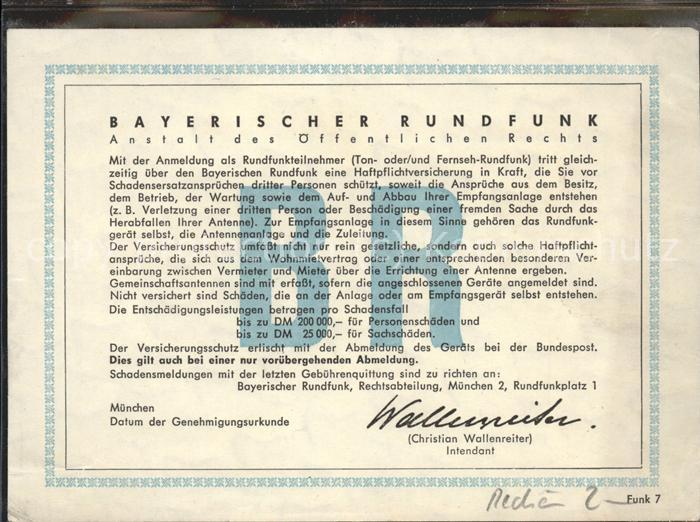 BAYERISCHER RUNDFUNK
Anstalt des Öffentlichen Rechts
Mit der Anmeldung als Rundfunkteilnehmer (Ton- oder/und Fernseh-Rundfunk) tritt gleich-
zeitig über den Bayerischen Rundfunk eine Haftpflichtversicherung in Kraft, die Sie vor
Schadensersatzansprüchen dritter Personen schützt, soweit die Ansprüche aus dem Besitz,
dem Betrieb, der Wartung sowie dem Auf- und Abbau Ihrer Empfangsanlage entstehen
(z. B. Verletzung einer dritten Person oder Beschädigung einer fremden Sache durch das
Herabfallen Ihrer Antenne). Zur Empfangsanlage in diesem Sinne gehören das Rundfunk-
gerät selbst, die Antennenanlage und die Zuleitung.
Der Versicherungsschutz umfaßt nicht nur rein gesetzliche, sondern auch solche Haftpflicht-
ansprüche, die sich aus dem Wohnmietvertrag oder einer entsprechenden besonderen Ver-
einbarung zwischen Vermieter und Mieter über die Errichtung einer Antenne ergeben.
Gemeinschaftsantennen sind mit erfaßt, sofern die angeschlossenen Geräte angemeldet sind.
Nicht versichert sind Schäden, die an der Anlage oder am Empfangsgerät selbst entstehen.
Die Entschädigungsleistungen betragen pro Schadensfall
bis zu DM 200 000,– für Personenschäden und
bis zu DM 25 000,– für Sachschäden.
Der Versicherungsschutz erlischt mit der Abmeldung des Geräts bei der Bundespost.
Dies gilt auch bei einer nur vorübergehenden Abmeldung.
Schadensmeldungen mit der letzten Gebührenquittung sind zu richten an:
Bayerischer Rundfunk, Rechtsabteilung, München 2, Rundfunkplatz 1
München
Datum der Genehmigungsurkunde
Wallenreiter.
(Christian Wallenreiter)
Intendant
BR
Funk 7